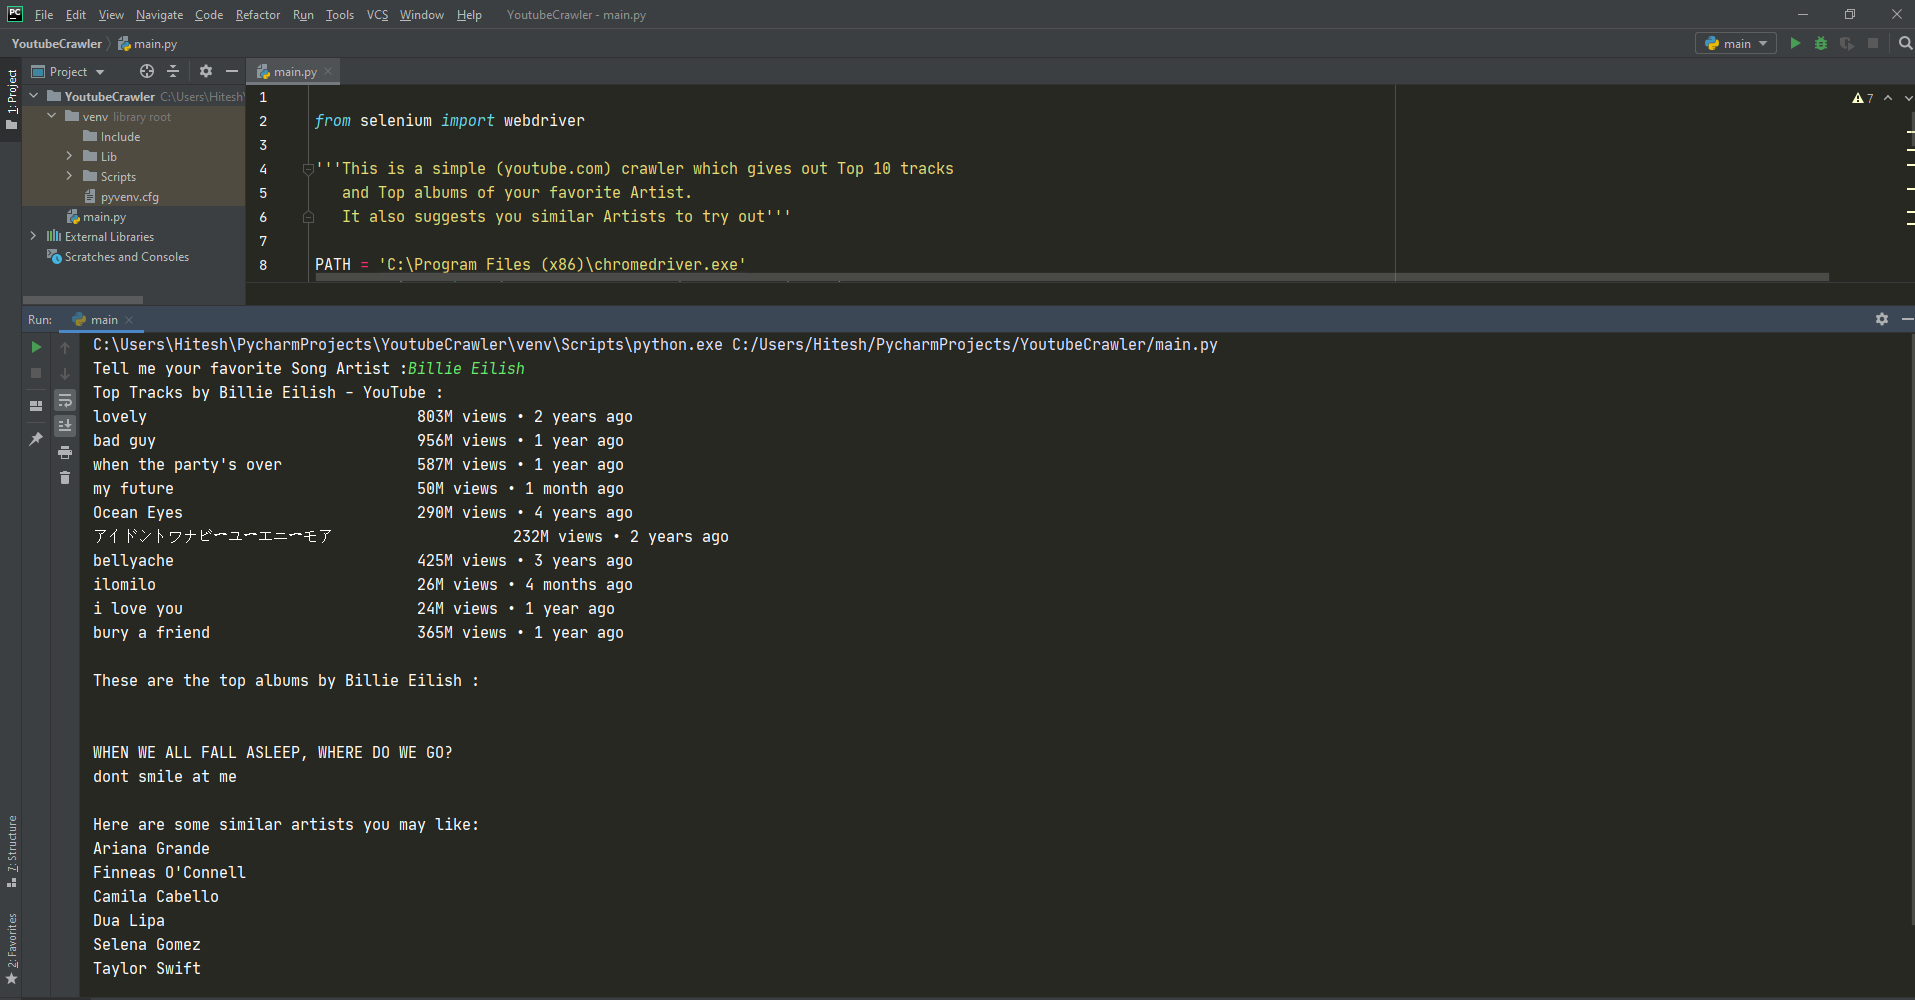 PC File Edit View Navigate Code Refactor Run Tools VCS Window Help YoutubeCrawler - main.py
YoutubeCrawler main.py main
1: Project
Project
main.py
YoutubeCrawler C:\Users\Hitesh\
venv library root
Include
Lib
Scripts
pyvenv.cfg
main.py
External Libraries
Scratches and Consoles
7
1
2 from selenium import webdriver
3
4 '''This is a simple (youtube.com) crawler which gives out Top 10 tracks
5 and Top albums of your favorite Artist.
6 It also suggests you similar Artists to try out'''
7
8 PATH = 'C:\Program Files (x86)\chromedriver.exe'
Run: main
C:\Users\Hitesh\PycharmProjects\YoutubeCrawler\venv\Scripts\python.exe C:/Users/Hitesh/PycharmProjects/YoutubeCrawler/main.py
Tell me your favorite Song Artist :Billie Eilish
Top Tracks by Billie Eilish - YouTube :
lovely 803M views • 2 years ago
bad guy 956M views • 1 year ago
when the party's over 587M views • 1 year ago
my future 50M views • 1 month ago
Ocean Eyes 290M views • 4 years ago
アイドントワナビーユーエニーモア 232M views • 2 years ago
bellyache 425M views • 3 years ago
ilomilo 26M views • 4 months ago
i love you 24M views • 1 year ago
bury a friend 365M views • 1 year ago
These are the top albums by Billie Eilish :
WHEN WE ALL FALL ASLEEP, WHERE DO WE GO?
dont smile at me
Here are some similar artists you may like:
Ariana Grande
Finneas O'Connell
Camila Cabello
Dua Lipa
Selena Gomez
Taylor Swift
7: Structure
2: Favorites